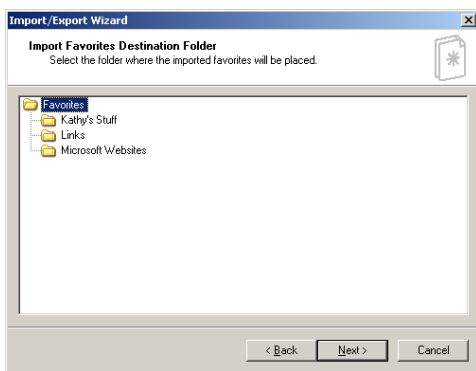 Import/Export Wizard
Import Favorites Destination Folder
Select the folder where the imported favorites will be placed.
Favorites
Kathy's Stuff
Links
Microsoft Websites
< Back Next > Cancel